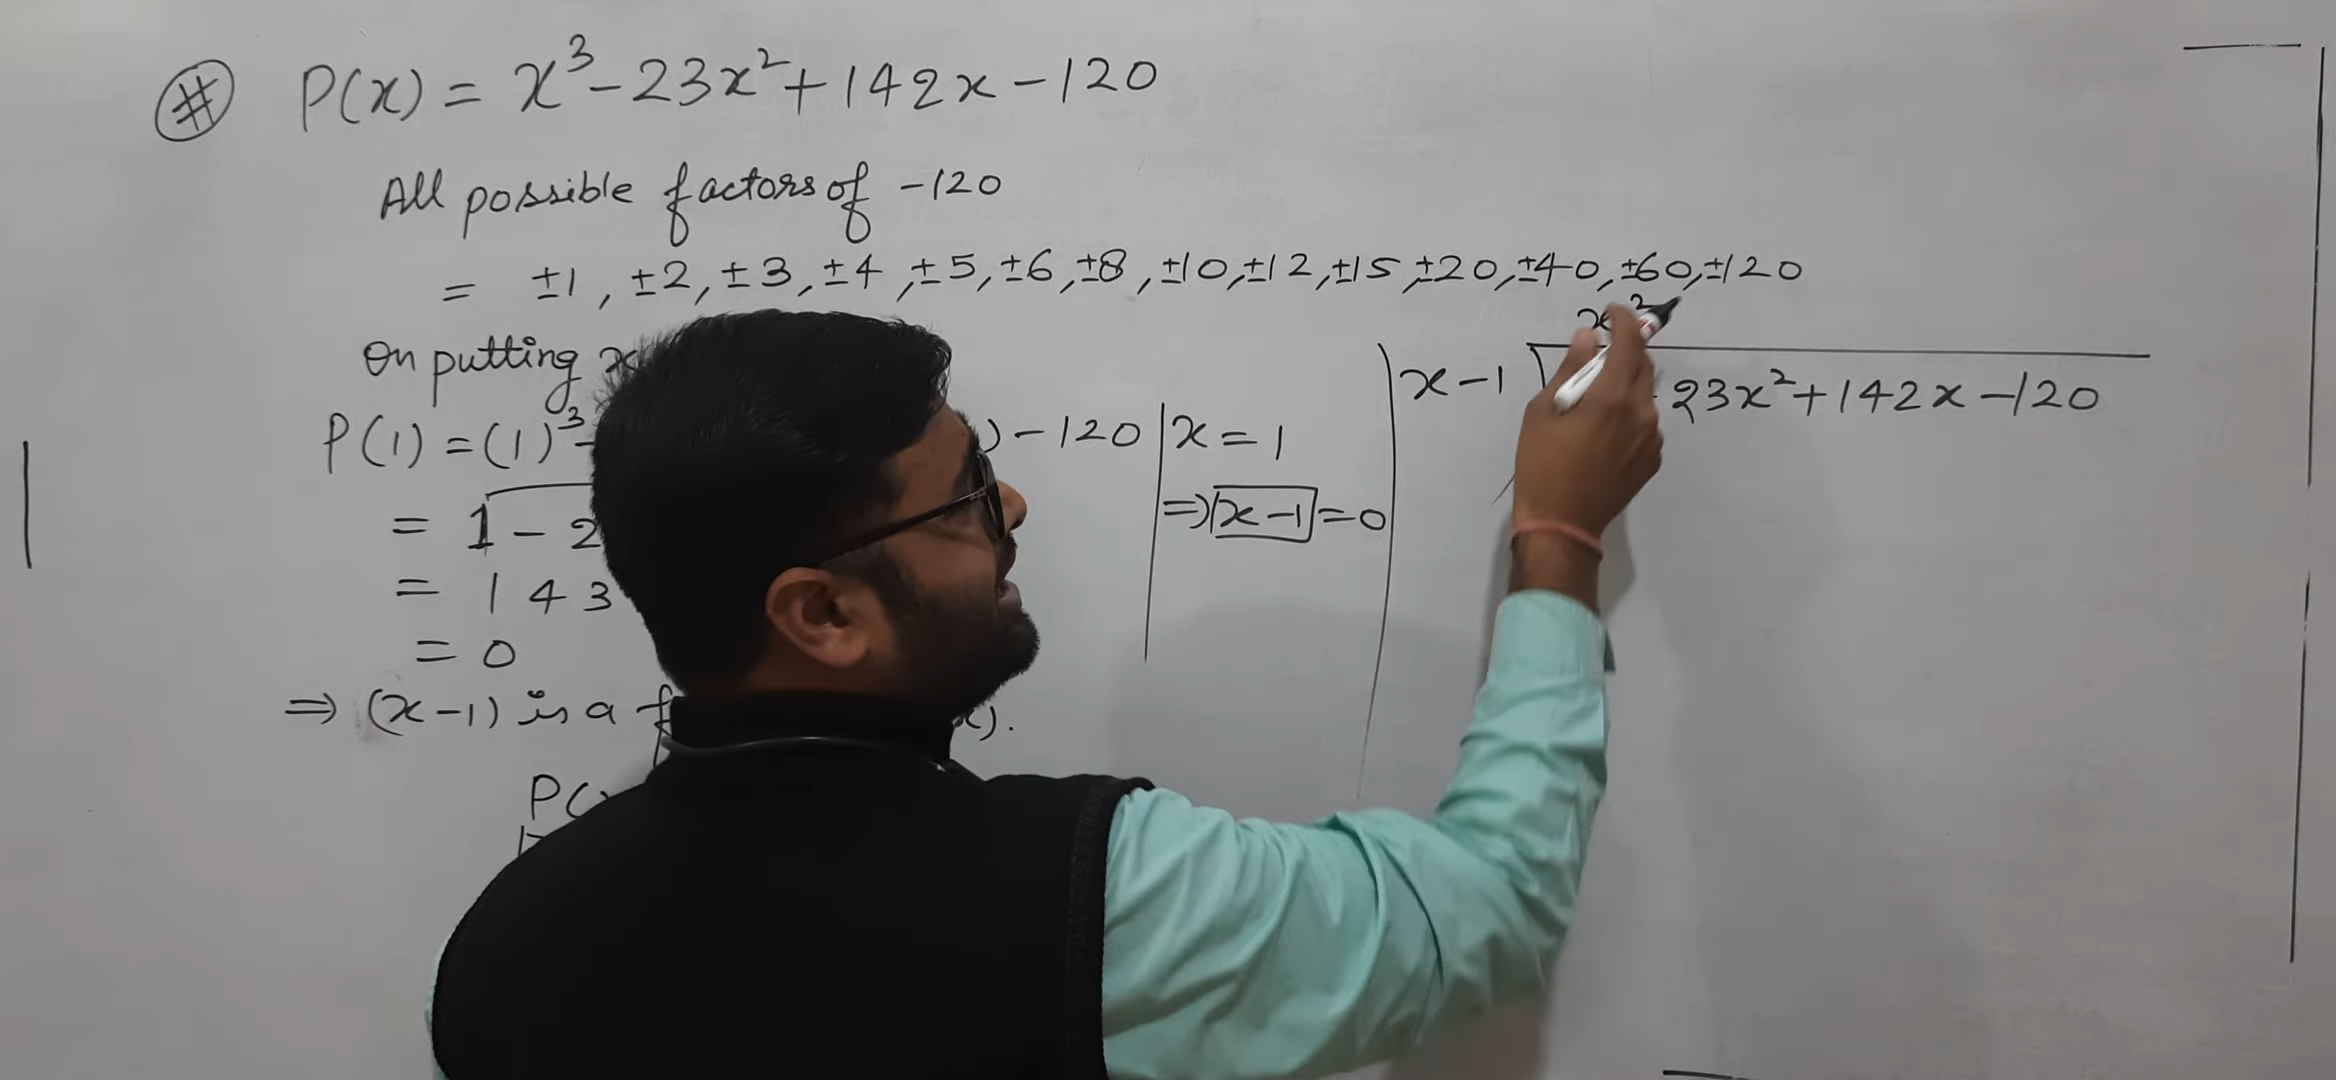 # P(x) = x³-23x²+142x-120
All possible factors of -120
= ±1, ±2, ±3, ±4, ±5, ±6, ±8, ±10, ±12, ±15, ±20, ±40, ±60, ±120
On putting x
P(1) = (1)³- ) -120
= 1 - 2
= 143
= 0
⇒ (x-1) is a f x).
P(
x = 1
⇒ x-1 = 0
x²
x-1 23x²+142x-120